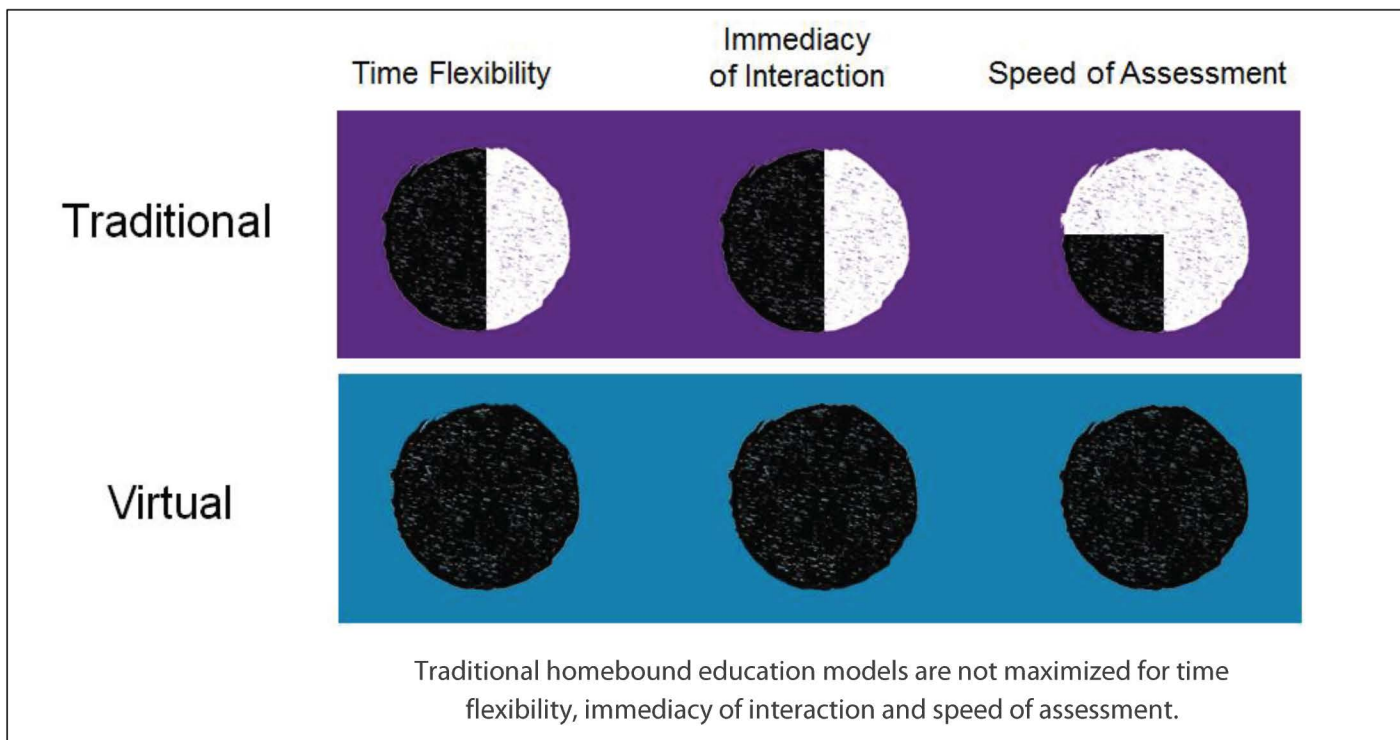 Time Flexibility
Immediacy
of Interaction
Speed of Assessment
Traditional
Virtual
Traditional homebound education models are not maximized for time
flexibility, immediacy of interaction and speed of assessment.